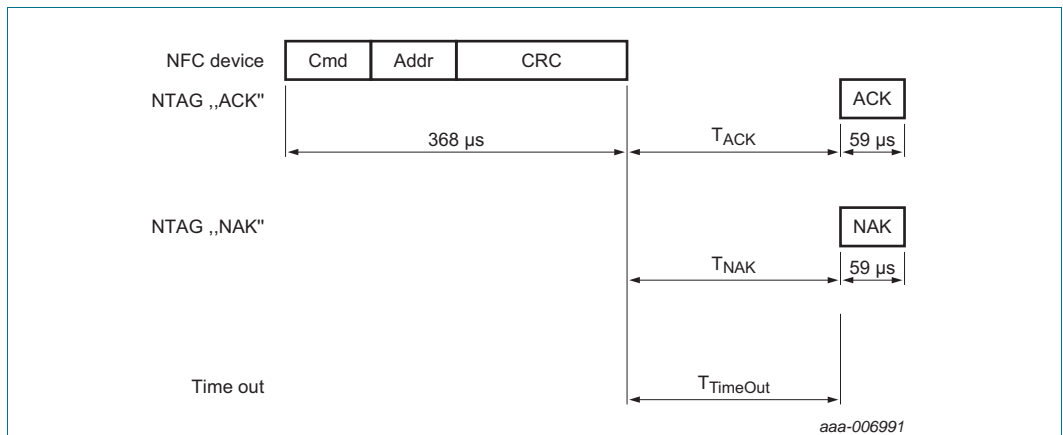 NFC device Cmd Addr CRC
NTAG ,,ACK" ACK
368 µs TACK 59 µs
NTAG ,,NAK" NAK
TNAK 59 µs
Time out TTimeOut
aaa-006991